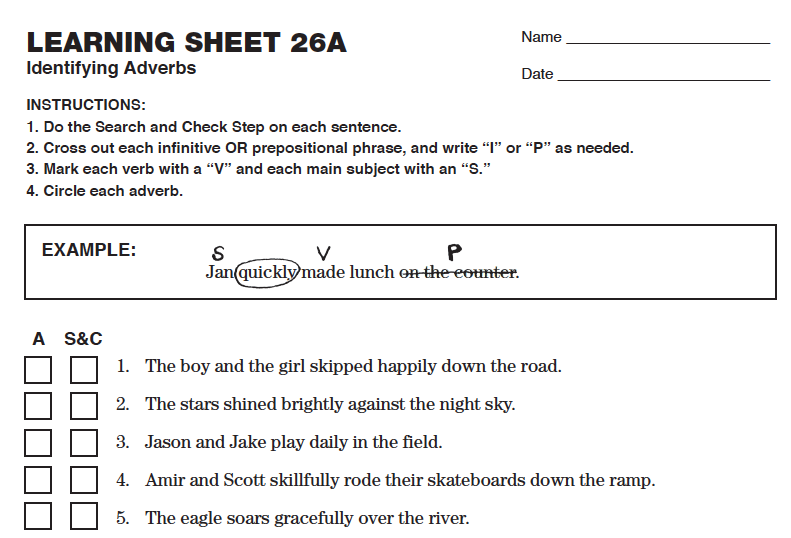 LEARNING SHEET 26A
Name
Identifying Adverbs
Date
INSTRUCTIONS:
1. Do the Search and Check Step on each sentence.
2. Cross out each infinitive OR prepositional phrase, and write “I” or “P” as needed.
3. Mark each verb with a “V” and each main subject with an “S.”
4. Circle each adverb.
EXAMPLE:
S V P
Jan quickly made lunch on the counter.
A S&C
1. The boy and the girl skipped happily down the road.
2. The stars shined brightly against the night sky.
3. Jason and Jake play daily in the field.
4. Amir and Scott skillfully rode their skateboards down the ramp.
5. The eagle soars gracefully over the river.